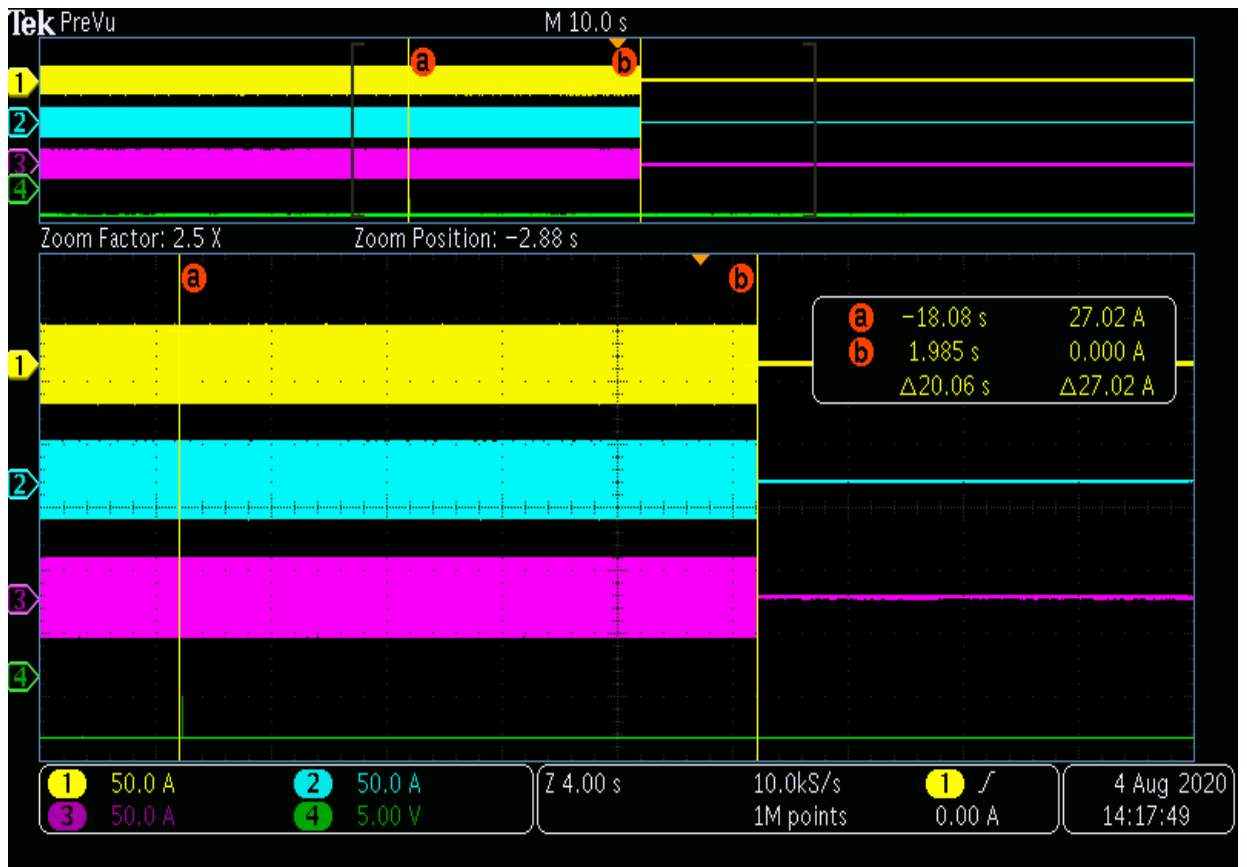 Tek PreVu M 10.0 s
a b
1
2
3
4
Zoom Factor: 2.5 X Zoom Position: −2.88 s
a b
a −18.08 s 27.02 A
b 1.985 s 0.000 A
△20.06 s △27.02 A
1
2
3
4
1 50.0 A 2 50.0 A Z 4.00 s 10.0kS/s 1 ∫ 4 Aug 2020
3 50.0 A 4 5.00 V 1M points 0.00 A 14:17:49